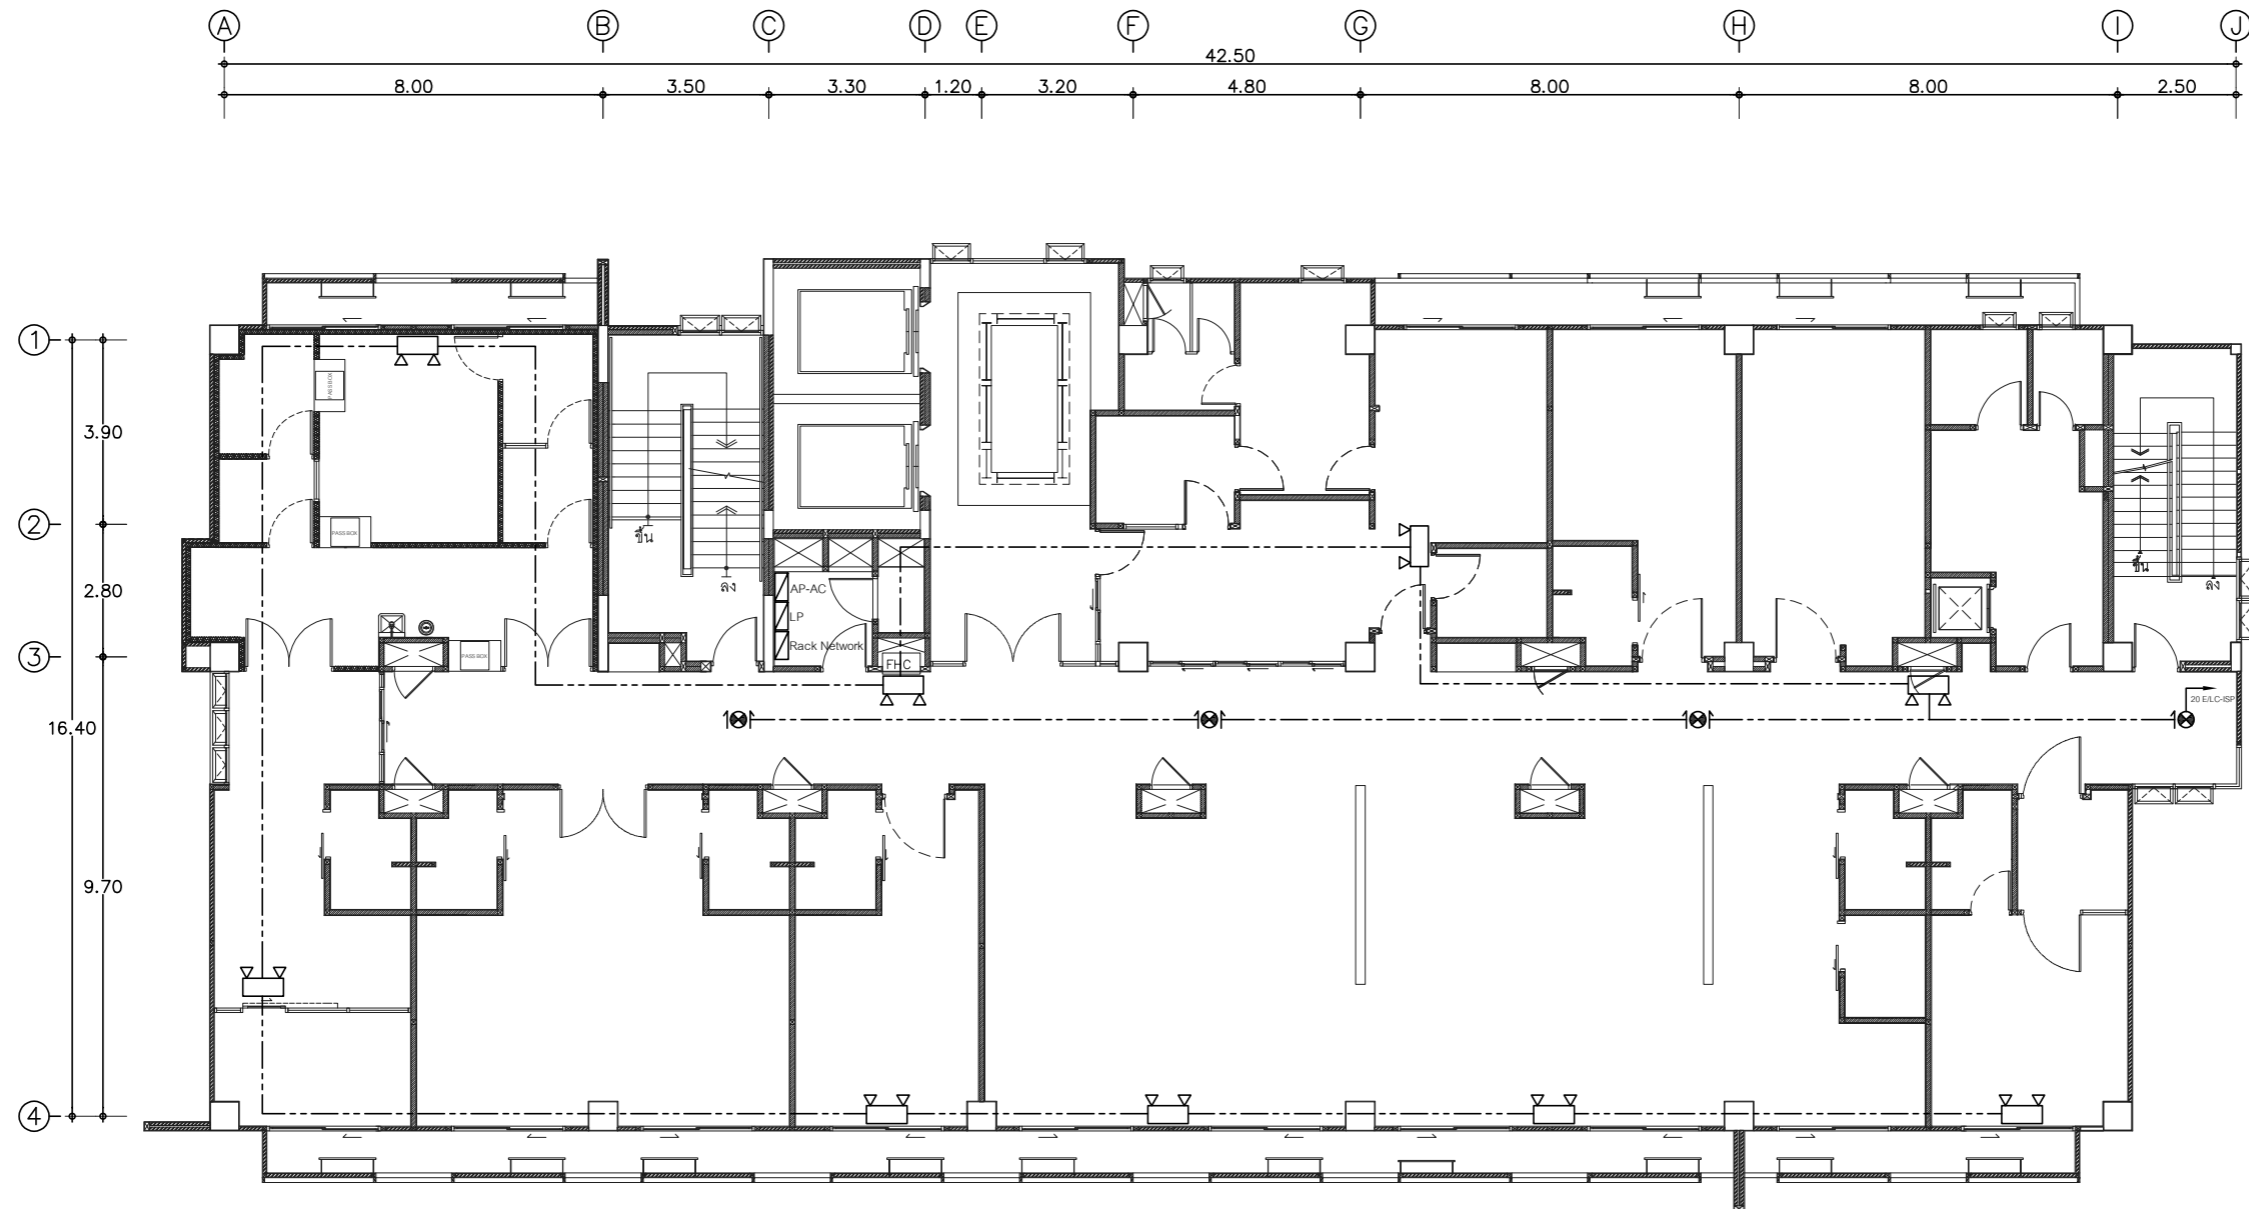 A B C D E F G H I J
42.50
8.00 3.50 3.30 1.20 3.20 4.80 8.00 8.00 2.50
1
3.90
PASS BOX
2
PASS BOX
ขึ้น
ขึ้น
ลง
AP-AC
ลง
2.80
LP
Rack Network
3
PASS BOX
FHC
20 E/LC-ISP
16.40
9.70
4